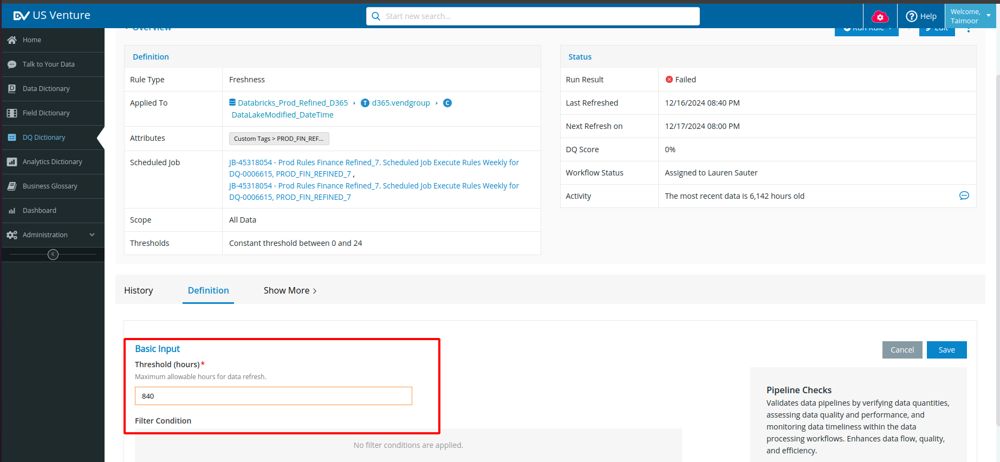 DV US Venture
Start new search...
Help
Welcome,
Taimoor
Home
Talk to Your Data
Data Dictionary
Field Dictionary
DQ Dictionary
Analytics Dictionary
Business Glossary
Dashboard
Administration
Overview
Run Rule
Edit
Definition
Rule Type
Freshness
Applied To
Databricks_Prod_Refined_D365
T
d365.vendgroup
C
DataLakeModified_DateTime
Attributes
Custom Tags > PROD_FIN_REF...
Scheduled Job
JB-45318054 - Prod Rules Finance Refined_7. Scheduled Job Execute Rules Weekly for
DQ-0006615, PROD_FIN_REFINED_7 ,
JB-45318054 - Prod Rules Finance Refined_7. Scheduled Job Execute Rules Weekly for
DQ-0006615, PROD_FIN_REFINED_7
Scope
All Data
Thresholds
Constant threshold between 0 and 24
Status
Run Result
Failed
Last Refreshed
12/16/2024 08:40 PM
Next Refresh on
12/17/2024 08:00 PM
DQ Score
0%
Workflow Status
Assigned to Lauren Sauter
Activity
The most recent data is 6,142 hours old
History
Definition
Show More
Basic Input
Threshold (hours)*
Maximum allowable hours for data refresh.
840
Filter Condition
No filter conditions are applied.
Cancel
Save
Pipeline Checks
Validates data pipelines by verifying data quantities,
assessing data quality and performance, and
monitoring data timeliness within the data
processing workflows. Enhances data flow, quality,
and efficiency.